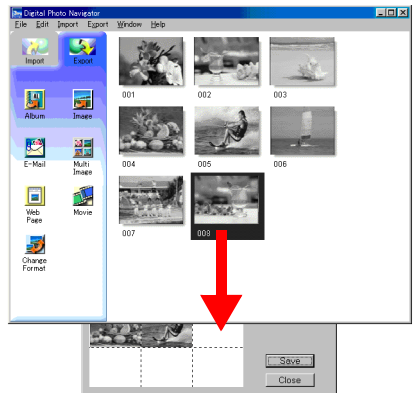 Digital Photo Navigator
File Edit Import Export Window Help
Import Export
001 002 003
Album Image
004 005 006
E-Mail Multi Image
Web Page Movie
007 008
Change Format
Save
Close